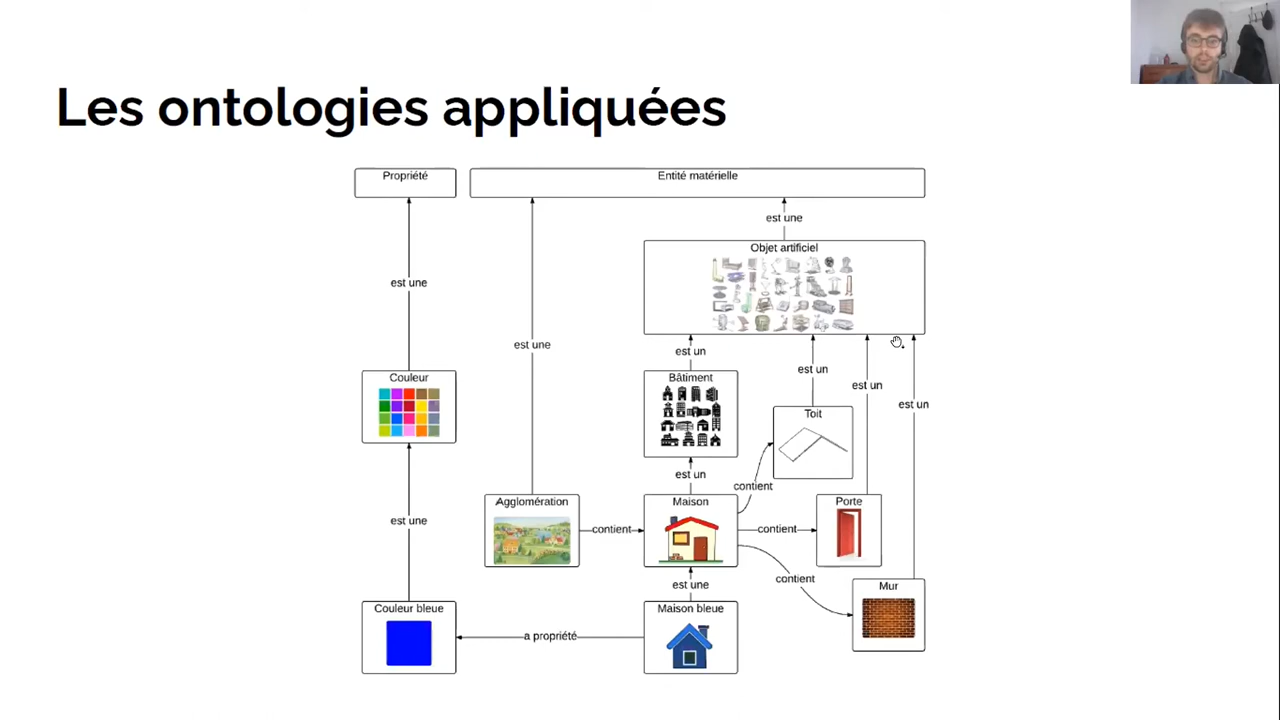 Les ontologies appliquées
Propriété
Entité matérielle
est une
Objet artificiel
est une
est une
est un
est un
est un
est un
Couleur
Bâtiment
Toit
est un
contient
Agglomération
Maison
Porte
contient
contient
est une
contient
Mur
est une
Couleur bleue
Maison bleue
a propriété